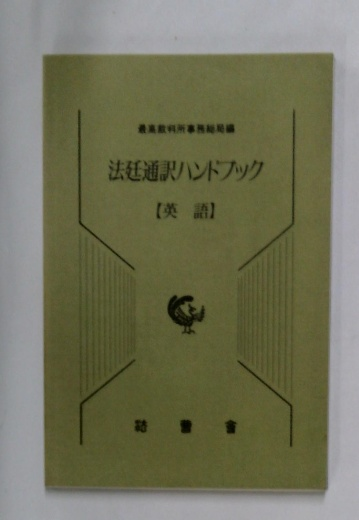 最高裁判所事務総局編
法廷通訳ハンドブック
【英語】
法曹會